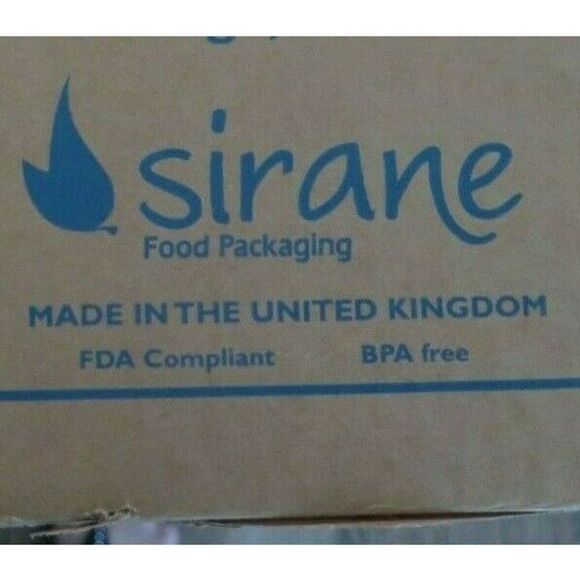 sirane
Food Packaging
MADE IN THE UNITED KINGDOM
FDA Compliant BPA free